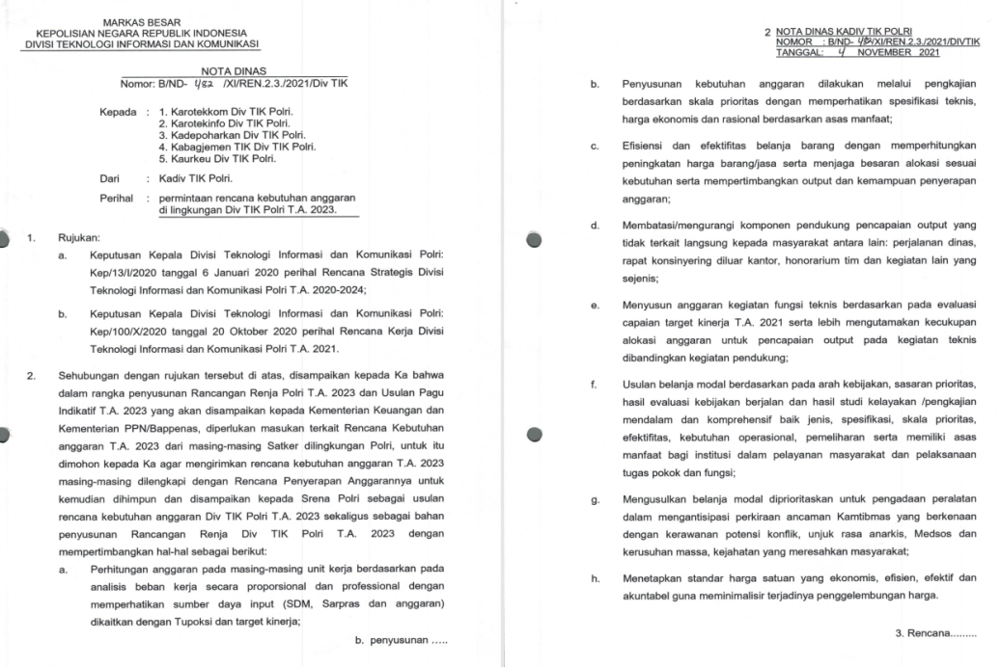 MARKAS BESAR
KEPOLISIAN NEGARA REPUBLIK INDONESIA
DIVISI TEKNOLOGI INFORMASI DAN KOMUNIKASI
NOTA DINAS
Nomor: B/ND- 482 /XI/REN.2.3./2021/Div TIK
Kepada : 1. Karotekkom Div TIK Polri.
2. Karotekinfo Div TIK Polri.
3. Kadepoharkan Div TIK Polri.
4. Kabagjemen TIK Div TIK Polri.
5. Kaurkeu Div TIK Polri.
Dari : Kadiv TIK Polri.
Perihal : permintaan rencana kebutuhan anggaran
di lingkungan Div TIK Polri T.A. 2023.
1. Rujukan:
a. Keputusan Kepala Divisi Teknologi Informasi dan Komunikasi Polri:
Kep/13/I/2020 tanggal 6 Januari 2020 perihal Rencana Strategis Divisi
Teknologi Informasi dan Komunikasi Polri T.A. 2020-2024;
b. Keputusan Kepala Divisi Teknologi Informasi dan Komunikasi Polri:
Kep/100/X/2020 tanggal 20 Oktober 2020 perihal Rencana Kerja Divisi
Teknologi Informasi dan Komunikasi Polri T.A. 2021.
2. Sehubungan dengan rujukan tersebut di atas, disampaikan kepada Ka bahwa
dalam rangka penyusunan Rancangan Renja Polri T.A. 2023 dan Usulan Pagu
Indikatif T.A. 2023 yang akan disampaikan kepada Kementerian Keuangan dan
Kementerian PPN/Bappenas, diperlukan masukan terkait Rencana Kebutuhan
anggaran T.A. 2023 dari masing-masing Satker dilingkungan Polri, untuk itu
dimohon kepada Ka agar mengirimkan rencana kebutuhan anggaran T.A. 2023
masing-masing dilengkapi dengan Rencana Penyerapan Anggarannya untuk
kemudian dihimpun dan disampaikan kepada Srena Polri sebagai usulan
rencana kebutuhan anggaran Div TIK Polri T.A. 2023 sekaligus sebagai bahan
penyusunan Rancangan Renja Div TIK Polri T.A. 2023 dengan
mempertimbangkan hal-hal sebagai berikut:
a. Perhitungan anggaran pada masing-masing unit kerja berdasarkan pada
analisis beban kerja secara proporsional dan professional dengan
memperhatikan sumber daya input (SDM, Sarpras dan anggaran)
dikaitkan dengan Tupoksi dan target kinerja;
b. penyusunan .....
2 NOTA DINAS KADIV TIK POLRI
NOMOR : B/ND- 482/XI/REN.2.3./2021/DIVTIK
TANGGAL: 4 NOVEMBER 2021
b. Penyusunan kebutuhan anggaran dilakukan melalui pengkajian
berdasarkan skala prioritas dengan memperhatikan spesifikasi teknis,
harga ekonomis dan rasional berdasarkan asas manfaat;
c. Efisiensi dan efektifitas belanja barang dengan memperhitungkan
peningkatan harga barang/jasa serta menjaga besaran alokasi sesuai
kebutuhan serta mempertimbangkan output dan kemampuan penyerapan
anggaran;
d. Membatasi/mengurangi komponen pendukung pencapaian output yang
tidak terkait langsung kepada masyarakat antara lain: perjalanan dinas,
rapat konsinyering diluar kantor, honorarium tim dan kegiatan lain yang
sejenis;
e. Menyusun anggaran kegiatan fungsi teknis berdasarkan pada evaluasi
capaian target kinerja T.A. 2021 serta lebih mengutamakan kecukupan
alokasi anggaran untuk pencapaian output pada kegiatan teknis
dibandingkan kegiatan pendukung;
f. Usulan belanja modal berdasarkan pada arah kebijakan, sasaran prioritas,
hasil evaluasi kebijakan berjalan dan hasil studi kelayakan /pengkajian
mendalam dan komprehensif baik jenis, spesifikasi, skala prioritas,
efektifitas, kebutuhan operasional, pemeliharan serta memiliki asas
manfaat bagi institusi dalam pelayanan masyarakat dan pelaksanaan
tugas pokok dan fungsi;
g. Mengusulkan belanja modal diprioritaskan untuk pengadaan peralatan
dalam mengantisipasi perkiraan ancaman Kamtibmas yang berkenaan
dengan kerawanan potensi konflik, unjuk rasa anarkis, Medsos dan
kerusuhan massa, kejahatan yang meresahkan masyarakat;
h. Menetapkan standar harga satuan yang ekonomis, efisien, efektif dan
akuntabel guna meminimalisir terjadinya penggelembungan harga.
3. Rencana.........